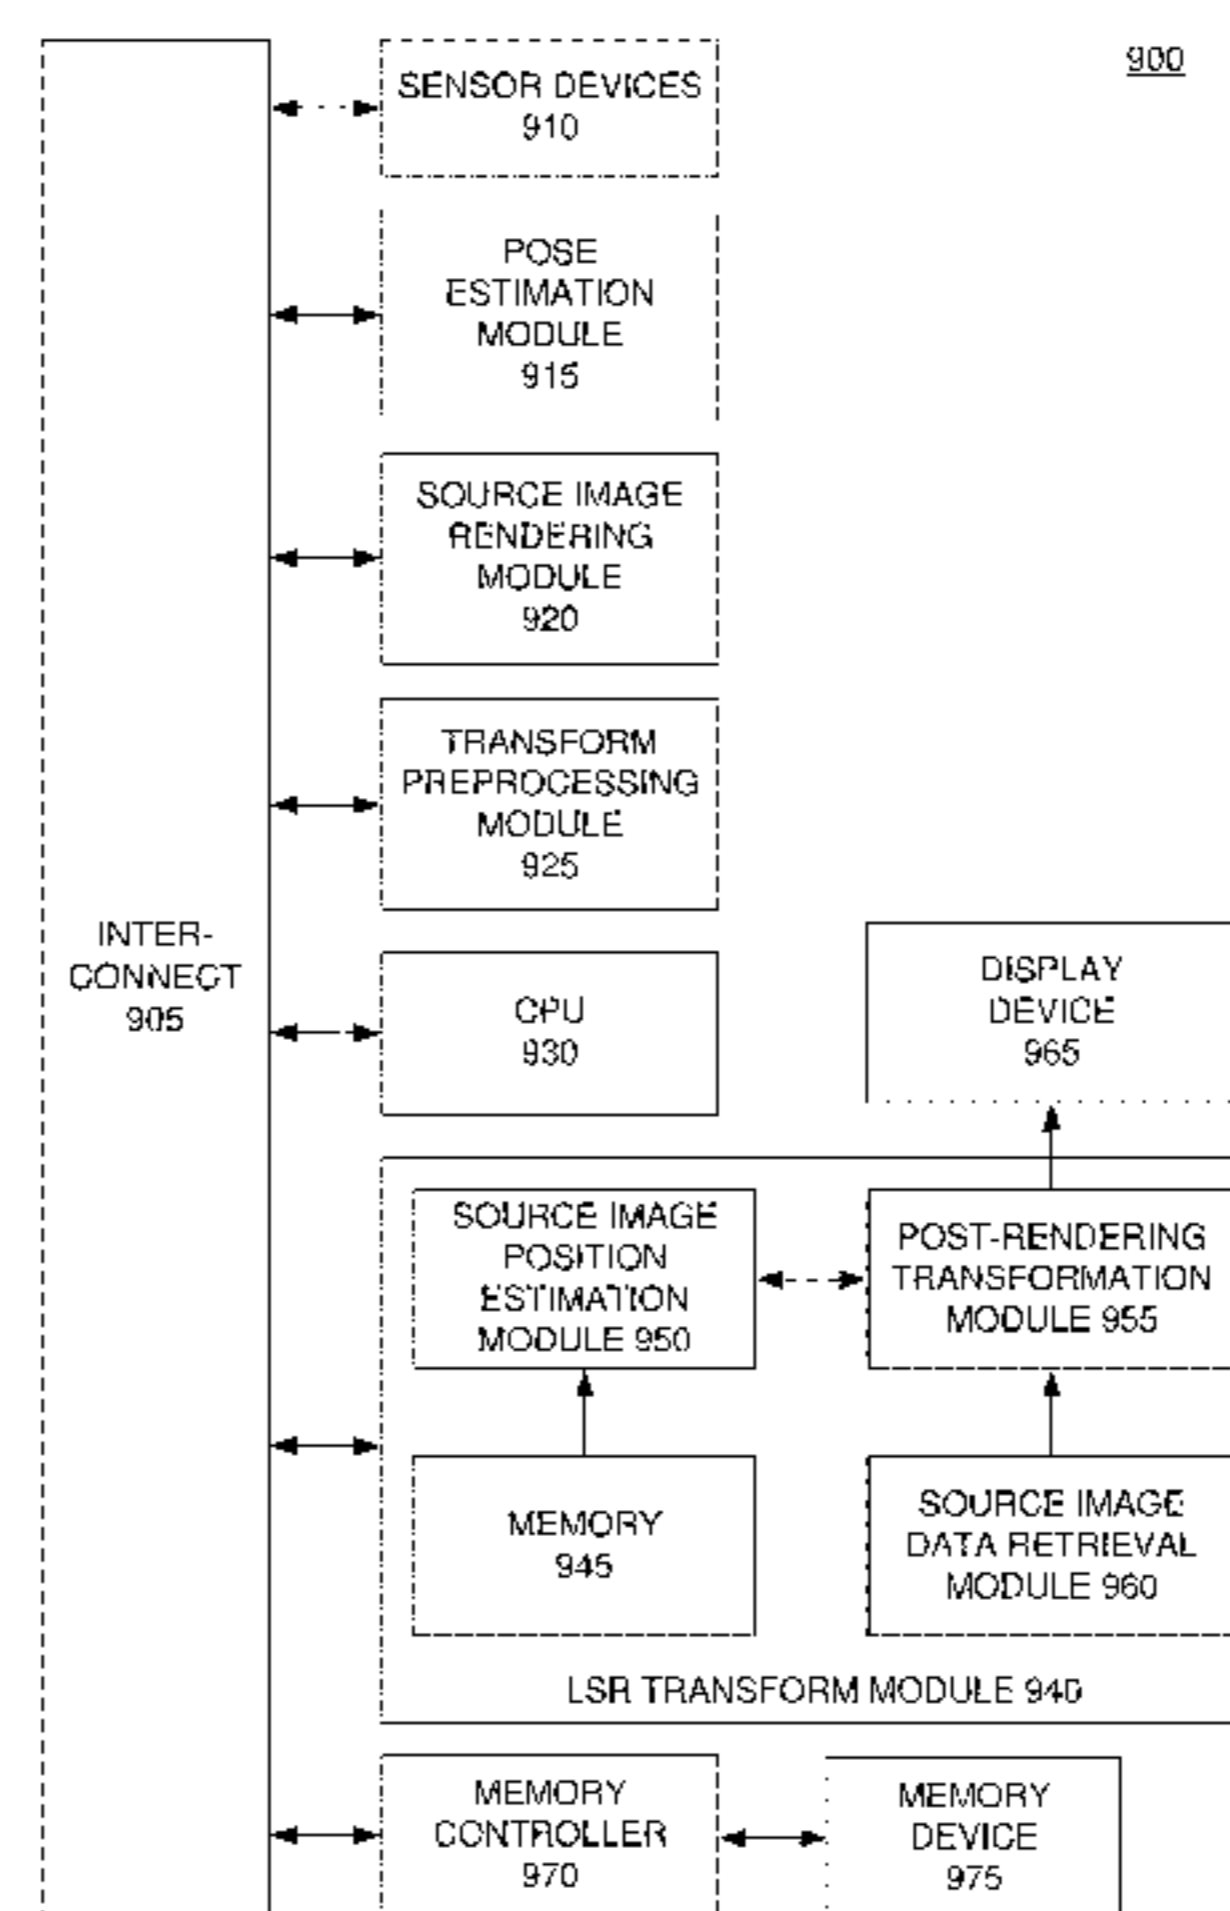 900
SENSOR DEVICES
910
POSE
ESTIMATION
MODULE
915
SOURCE IMAGE
RENDERING
MODULE
920
TRANSFORM
PREPROCESSING
MODULE
925
INTER-
CONNECT
905
CPU
930
DISPLAY
DEVICE
965
SOURCE IMAGE
POSITION
ESTIMATION
MODULE 950
POST-RENDERING
TRANSFORMATION
MODULE 955
MEMORY
945
SOURCE IMAGE
DATA RETRIEVAL
MODULE 960
LSR TRANSFORM MODULE 940
MEMORY
CONTROLLER
970
MEMORY
DEVICE
975